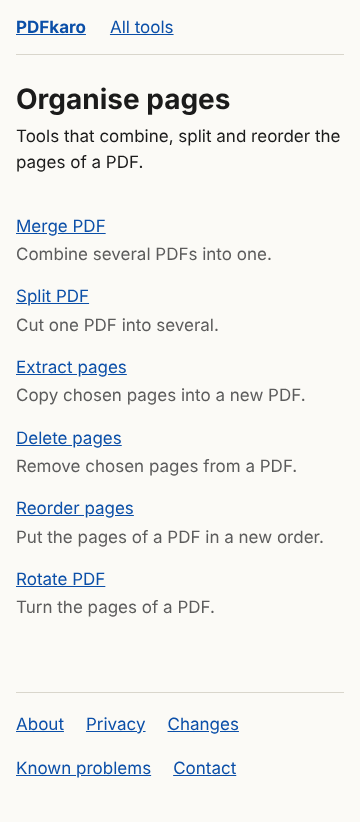 PDFkaro All tools
Organise pages
Tools that combine, split and reorder the
pages of a PDF.
Merge PDF
Combine several PDFs into one.
Split PDF
Cut one PDF into several.
Extract pages
Copy chosen pages into a new PDF.
Delete pages
Remove chosen pages from a PDF.
Reorder pages
Put the pages of a PDF in a new order.
Rotate PDF
Turn the pages of a PDF.
About Privacy Changes
Known problems Contact